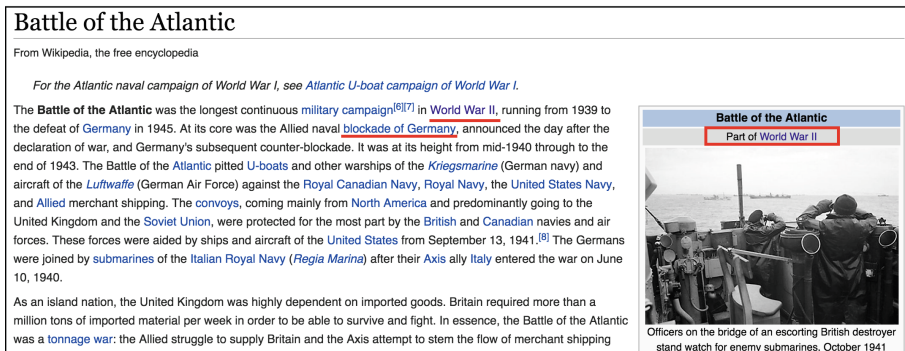 Battle of the Atlantic
From Wikipedia, the free encyclopedia
For the Atlantic naval campaign of World War I, see Atlantic U-boat campaign of World War I.
The Battle of the Atlantic was the longest continuous military campaign[6][7] in World War II, running from 1939 to
the defeat of Germany in 1945. At its core was the Allied naval blockade of Germany, announced the day after the
declaration of war, and Germany's subsequent counter-blockade. It was at its height from mid-1940 through to the
end of 1943. The Battle of the Atlantic pitted U-boats and other warships of the Kriegsmarine (German navy) and
aircraft of the Luftwaffe (German Air Force) against the Royal Canadian Navy, Royal Navy, the United States Navy,
and Allied merchant shipping. The convoys, coming mainly from North America and predominantly going to the
United Kingdom and the Soviet Union, were protected for the most part by the British and Canadian navies and air
forces. These forces were aided by ships and aircraft of the United States from September 13, 1941.[8] The Germans
were joined by submarines of the Italian Royal Navy (Regia Marina) after their Axis ally Italy entered the war on June
10, 1940.
As an island nation, the United Kingdom was highly dependent on imported goods. Britain required more than a
million tons of imported material per week in order to be able to survive and fight. In essence, the Battle of the Atlantic
was a tonnage war: the Allied struggle to supply Britain and the Axis attempt to stem the flow of merchant shipping
Battle of the Atlantic
Part of World War II
Officers on the bridge of an escorting British destroyer
stand watch for enemy submarines, October 1941